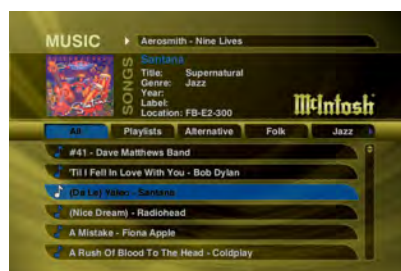 MUSIC
Aerosmith - Nine Lives
SONGS
Santana
Title: Supernatural
Genre: Jazz
Year:
Label:
Location: FB-E2-300
McIntosh
All Playlists Alternative Folk Jazz
#41 - Dave Matthews Band
'Til I Fell In Love With You - Bob Dylan
(Da Le) Yaleo - Santana
(Nice Dream) - Radiohead
A Mistake - Fiona Apple
A Rush Of Blood To The Head - Coldplay